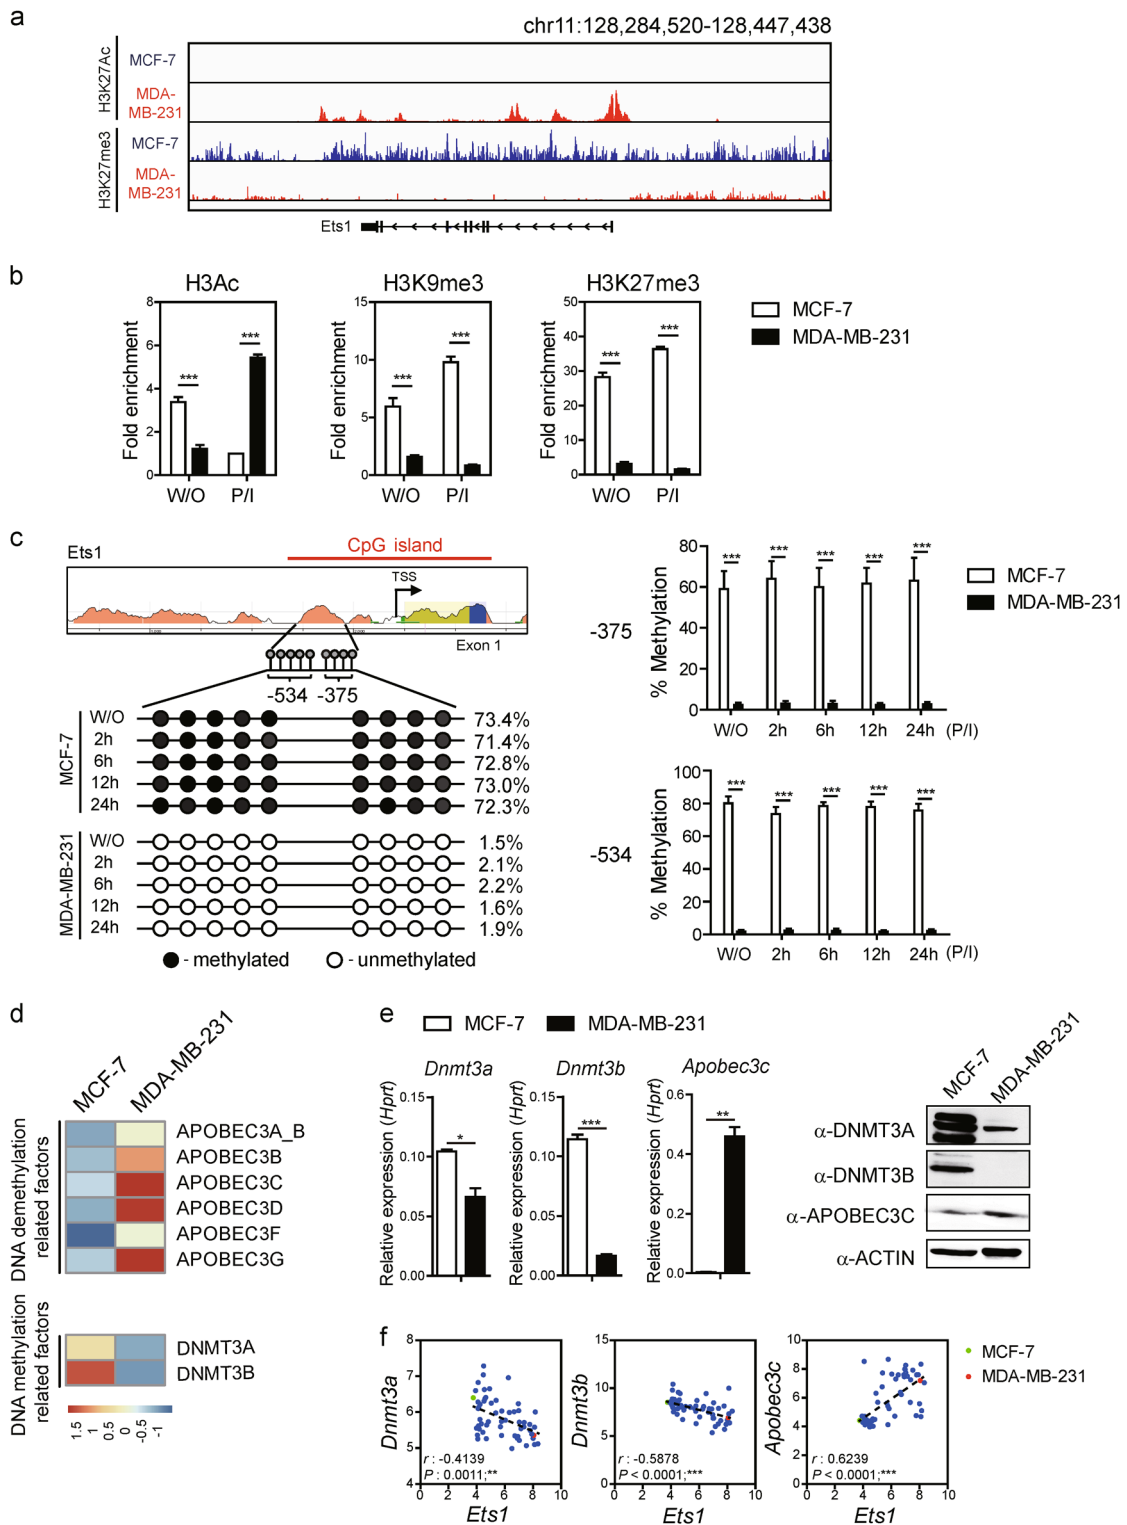 a
chr11:128,284,520-128,447,438
H3K27Ac
MCF-7
MDA-
MB-231
H3K27me3
MCF-7
MDA-
MB-231
Ets1
b
H3Ac
Fold enrichment
8
6
4
2
0
***
***
W/O P/I
H3K9me3
Fold enrichment
15
10
5
0
***
***
W/O P/I
H3K27me3
Fold enrichment
50
40
30
20
10
0
***
***
W/O P/I
MCF-7
MDA-MB-231
c
Ets1
CpG island
TSS
Exon 1
-534 -375
MCF-7
W/O 73.4%
2h 71.4%
6h 72.8%
12h 73.0%
24h 72.3%
MDA-MB-231
W/O 1.5%
2h 2.1%
6h 2.2%
12h 1.6%
24h 1.9%
- methylated - unmethylated
-375
% Methylation
80
60
40
20
0
*** *** *** *** ***
W/O 2h 6h 12h 24h (P/I)
MCF-7
MDA-MB-231
-534
% Methylation
100
80
60
40
20
0
*** *** *** *** ***
W/O 2h 6h 12h 24h (P/I)
d
MCF-7 MDA-MB-231
DNA demethylation
related factors
APOBEC3A_B
APOBEC3B
APOBEC3C
APOBEC3D
APOBEC3F
APOBEC3G
DNA methylation
related factors
DNMT3A
DNMT3B
1.5 1 0.5 0 -0.5 -1
e
MCF-7 MDA-MB-231
Dnmt3a
Relative expression (Hprt)
0.15
0.10
0.05
0.00
*
Dnmt3b
Relative expression (Hprt)
0.15
0.10
0.05
0.00
***
Apobec3c
Relative expression (Hprt)
0.6
0.4
0.2
0.0
**
MCF-7 MDA-MB-231
α-DNMT3A
α-DNMT3B
α-APOBEC3C
α-ACTIN
f
Dnmt3a
8
7
6
5
4
r : -0.4139
P : 0.0011;**
0 2 4 6 8 10
Ets1
Dnmt3b
15
10
5
0
r : -0.5878
P < 0.0001;***
0 2 4 6 8 10
Ets1
Apobec3c
10
8
6
4
2
0
r : 0.6239
P < 0.0001;***
0 2 4 6 8 10
Ets1
MCF-7
MDA-MB-231